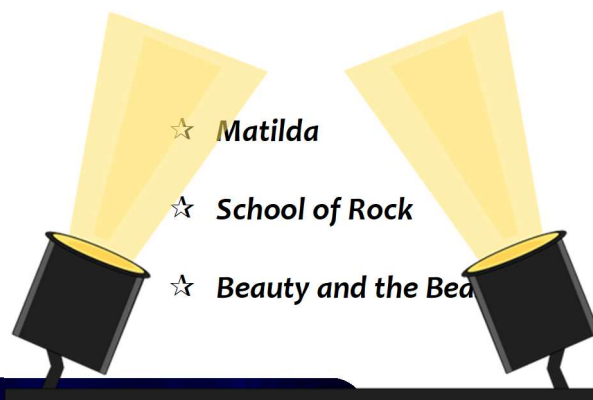 ☆ Matilda
☆ School of Rock
☆ Beauty and the Bea